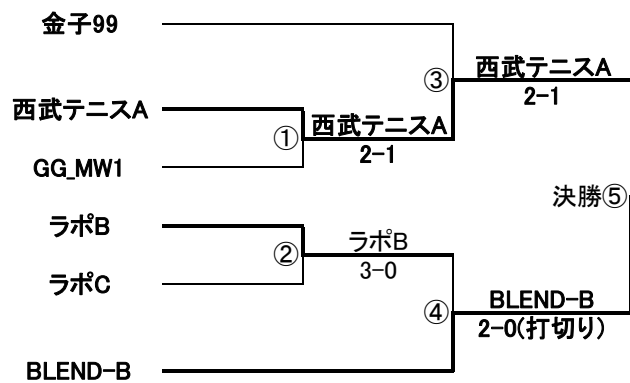 金子99
西武テニスA
2-1
③
西武テニスA
①
西武テニスA
2-1
GG_MW1
決勝⑤
ラポB
②
ラポB
3-0
ラポC
④
BLEND-B
2-0(打切り)
BLEND-B